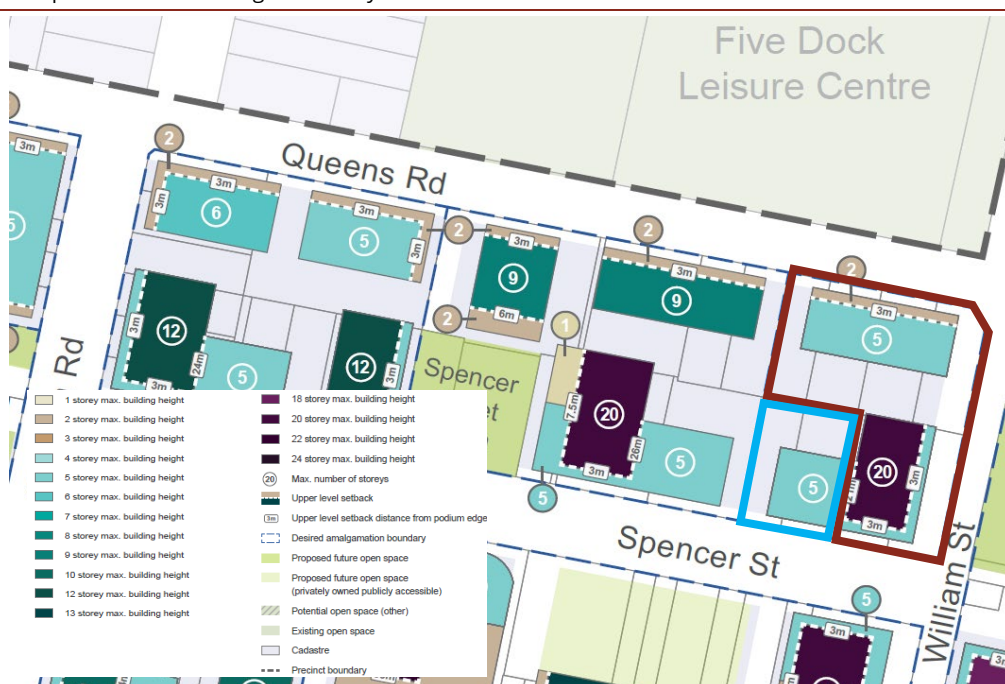 Five Dock
Leisure Centre
Queens Rd
2
3m
3m
6
3m
5
3m
2
3m
9
6m
2
2
3m
9
2
3m
5
3m
12
24m
3m
5
12
3m
Spencer
1
7.5m
20
26m
3m
5
5
5
20
3m
3m
Rd
Spencer St
William St
5
3m
3m
1 storey max. building height
2 storey max. building height
3 storey max. building height
4 storey max. building height
5 storey max. building height
6 storey max. building height
7 storey max. building height
8 storey max. building height
9 storey max. building height
10 storey max. building height
12 storey max. building height
13 storey max. building height
18 storey max. building height
20 storey max. building height
22 storey max. building height
24 storey max. building height
20 Max. number of storeys
Upper level setback
3m Upper level setback distance from podium edge
Desired amalgamation boundary
Proposed future open space
Proposed future open space
(privately owned publicly accessible)
Potential open space (other)
Existing open space
Cadastre
Precinct boundary